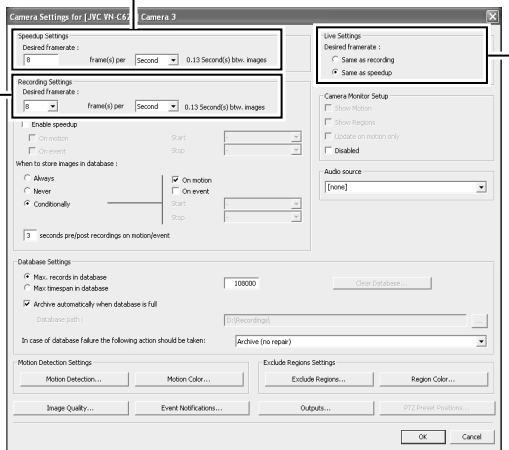 Camera Settings for [JVC VN-C62 Camera 3
Speedup Settings
Desired framerate :
8 frame(s) per Second 0.13 Second(s) btw. images
Recording Settings
Desired framerate :
8 frame(s) per Second 0.13 Second(s) btw. images
Enable speedup
On motion Start
On event Stop
When to store images in database :
Always
Never
Conditionally
On motion
On event
Start
Stop
3 seconds pre/post recordings on motion/event
Live Settings
Desired framerate :
Same as recording
Same as speedup
Camera Monitor Setup
Show Motion
Show Regions
Update on motion only
Disabled
Audio source
[none]
Database Settings
Max. records in database
Max timespan in database
108000
Clear Database...
Archive automatically when database is full
Database path : D:\Recordings\ ...
In case of database failure the following action should be taken: Archive (no repair)
Motion Detection Settings
Motion Detection... Motion Color...
Exclude Regions Settings
Exclude Regions... Region Color...
Image Quality... Event Notifications... Outputs... PTZ Preset Positions...
OK Cancel